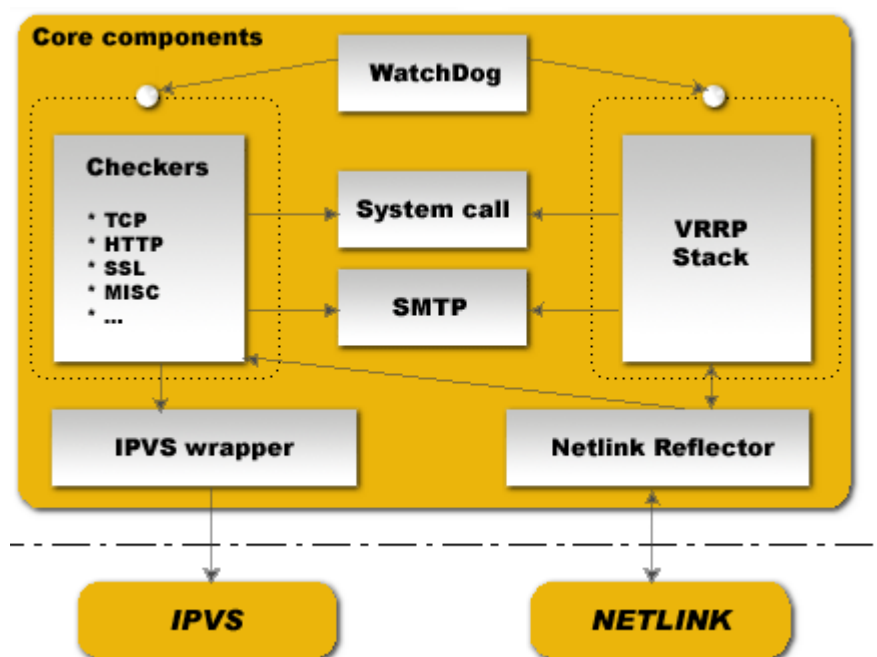 Core components
WatchDog
Checkers
* TCP
* HTTP
* SSL
* MISC
* ...
System call
SMTP
VRRP
Stack
IPVS wrapper
Netlink Reflector
IPVS
NETLINK